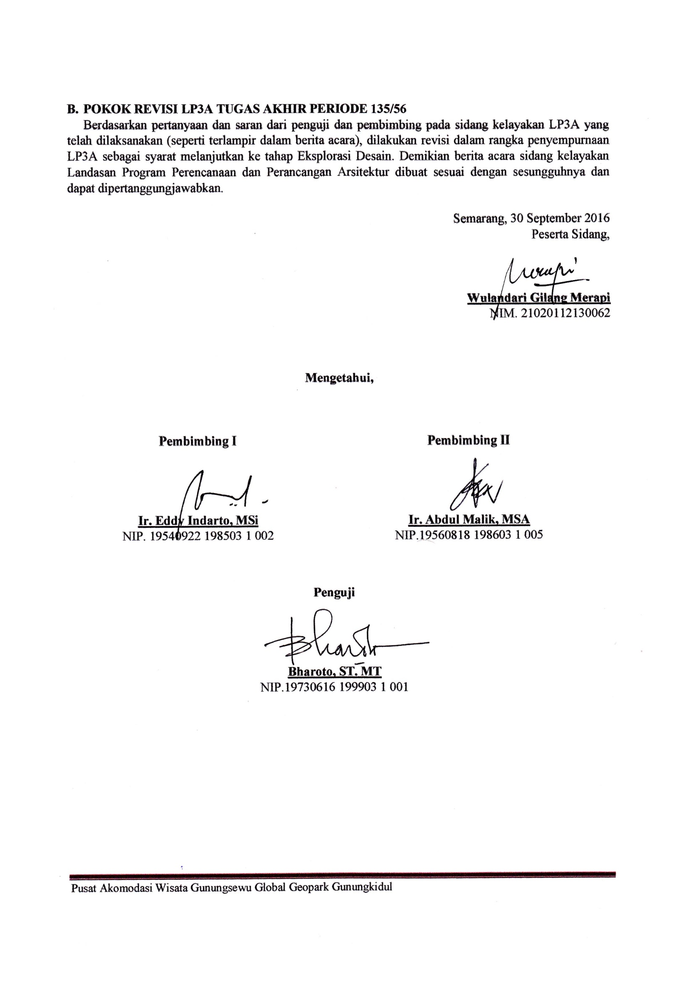 B. POKOK REVISI LP3A TUGAS AKHIR PERIODE 135/56
Berdasarkan pertanyaan dan saran dari penguji dan pembimbing pada sidang kelayakan LP3A yang
telah dilaksanakan (seperti terlampir dalam berita acara), dilakukan revisi dalam rangka penyempurnaan
LP3A sebagai syarat melanjutkan ke tahap Eksplorasi Desain. Demikian berita acara sidang kelayakan
Landasan Program Perencanaan dan Perancangan Arsitektur dibuat sesuai dengan sesungguhnya dan
dapat dipertanggungjawabkan.
Semarang, 30 September 2016
Peserta Sidang,
Merapi
Wulandari Gilang Merapi
NIM. 21020112130062
Mengetahui,
Pembimbing I
Pembimbing II
Ir. Eddy Indarto, MSi
Ir. Abdul Malik, MSA
NIP. 19540922 198503 1 002
NIP.19560818 198603 1 005
Penguji
Bharoto, ST. MT
NIP.19730616 199903 1 001
Pusat Akomodasi Wisata Gunungsewu Global Geopark Gunungkidul